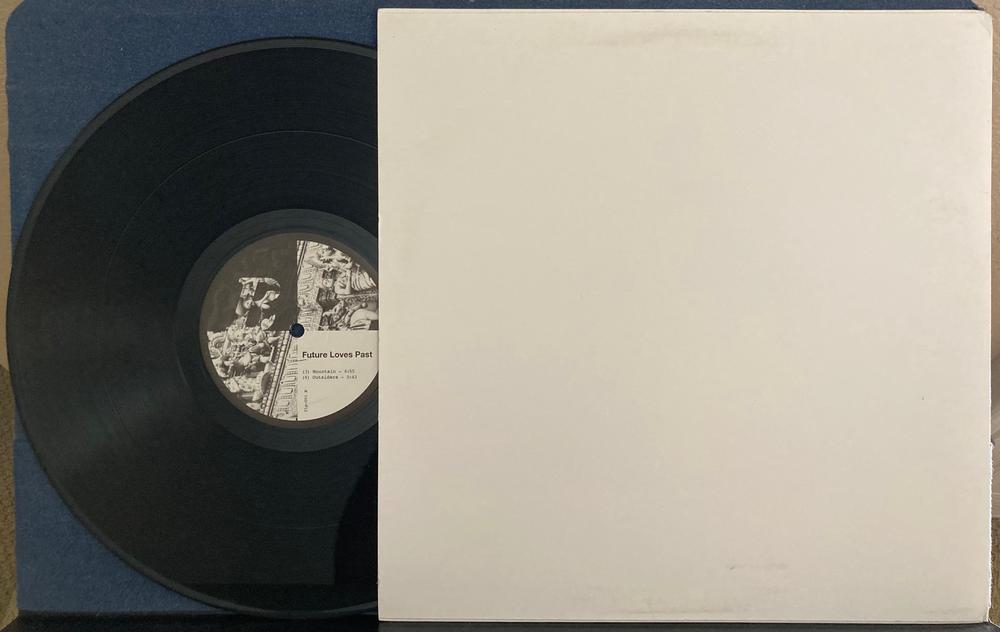 Future Loves Past
(3) Mountain - 6:55
(4) Outsiders - 5:43